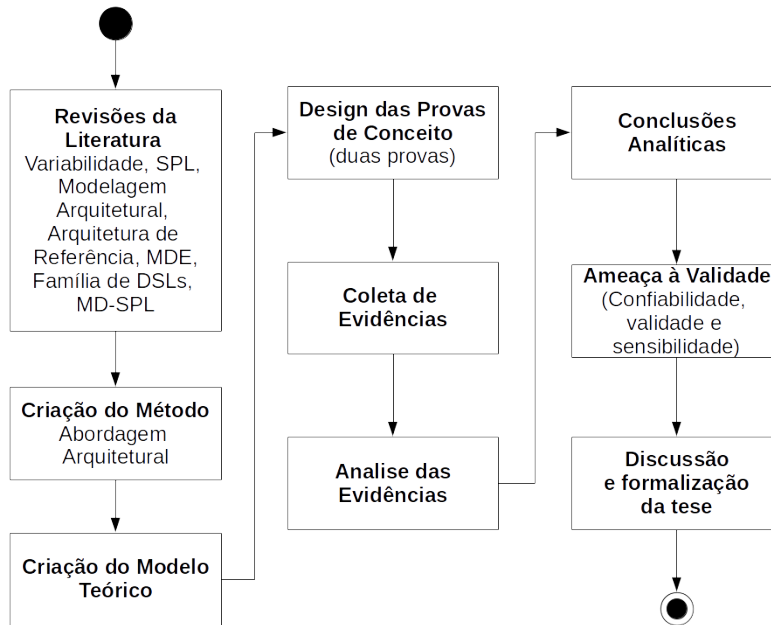 Revisões da
Literatura
Variabilidade, SPL,
Modelagem
Arquitetural,
Arquitetura de
Referência, MDE,
Família de DSLs,
MD-SPL
Criação do Método
Abordagem
Arquitetural
Criação do Modelo
Teórico
Design das Provas
de Conceito
(duas provas)
Coleta de
Evidências
Analise das
Evidências
Conclusões
Analíticas
Ameaça à Validade
(Confiabilidade,
validade e
sensibilidade)
Discussão
e formalização
da tese